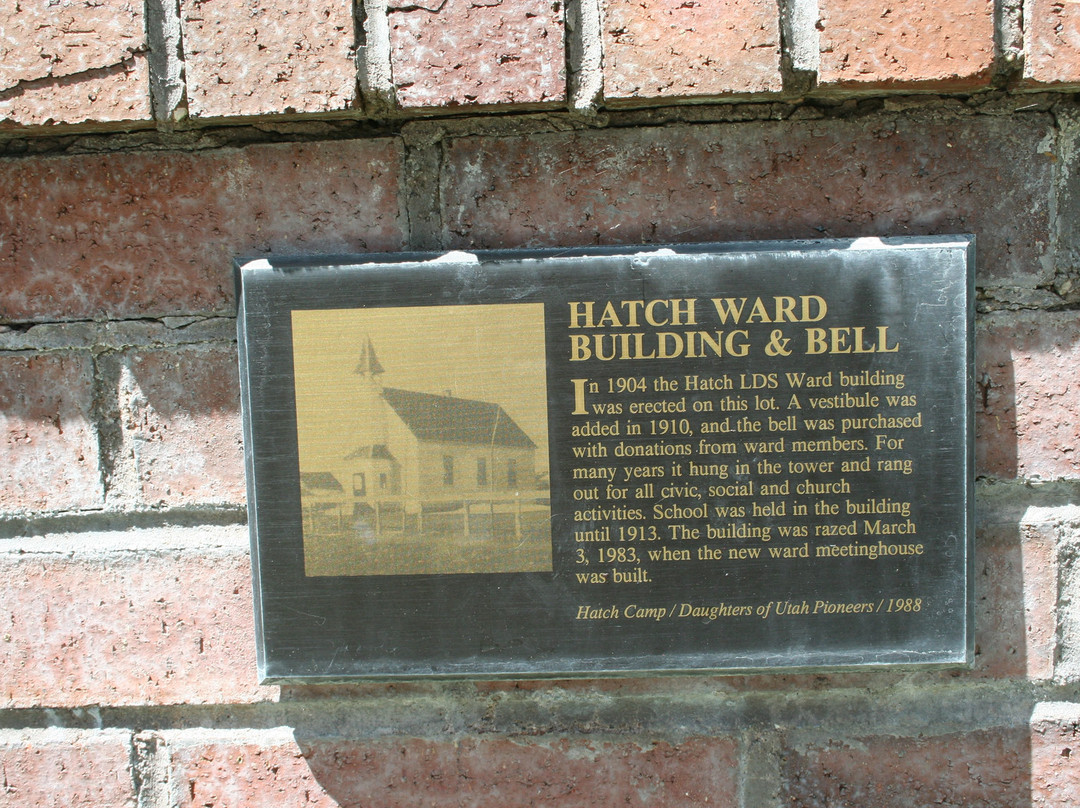 HATCH WARD
BUILDING & BELL
In 1904 the Hatch LDS Ward building
was erected on this lot. A vestibule was
added in 1910, and the bell was purchased
with donations from ward members. For
many years it hung in the tower and rang
out for all civic, social and church
activities. School was held in the building
until 1913. The building was razed March
3, 1983, when the new ward meetinghouse
was built.
Hatch Camp / Daughters of Utah Pioneers / 1988